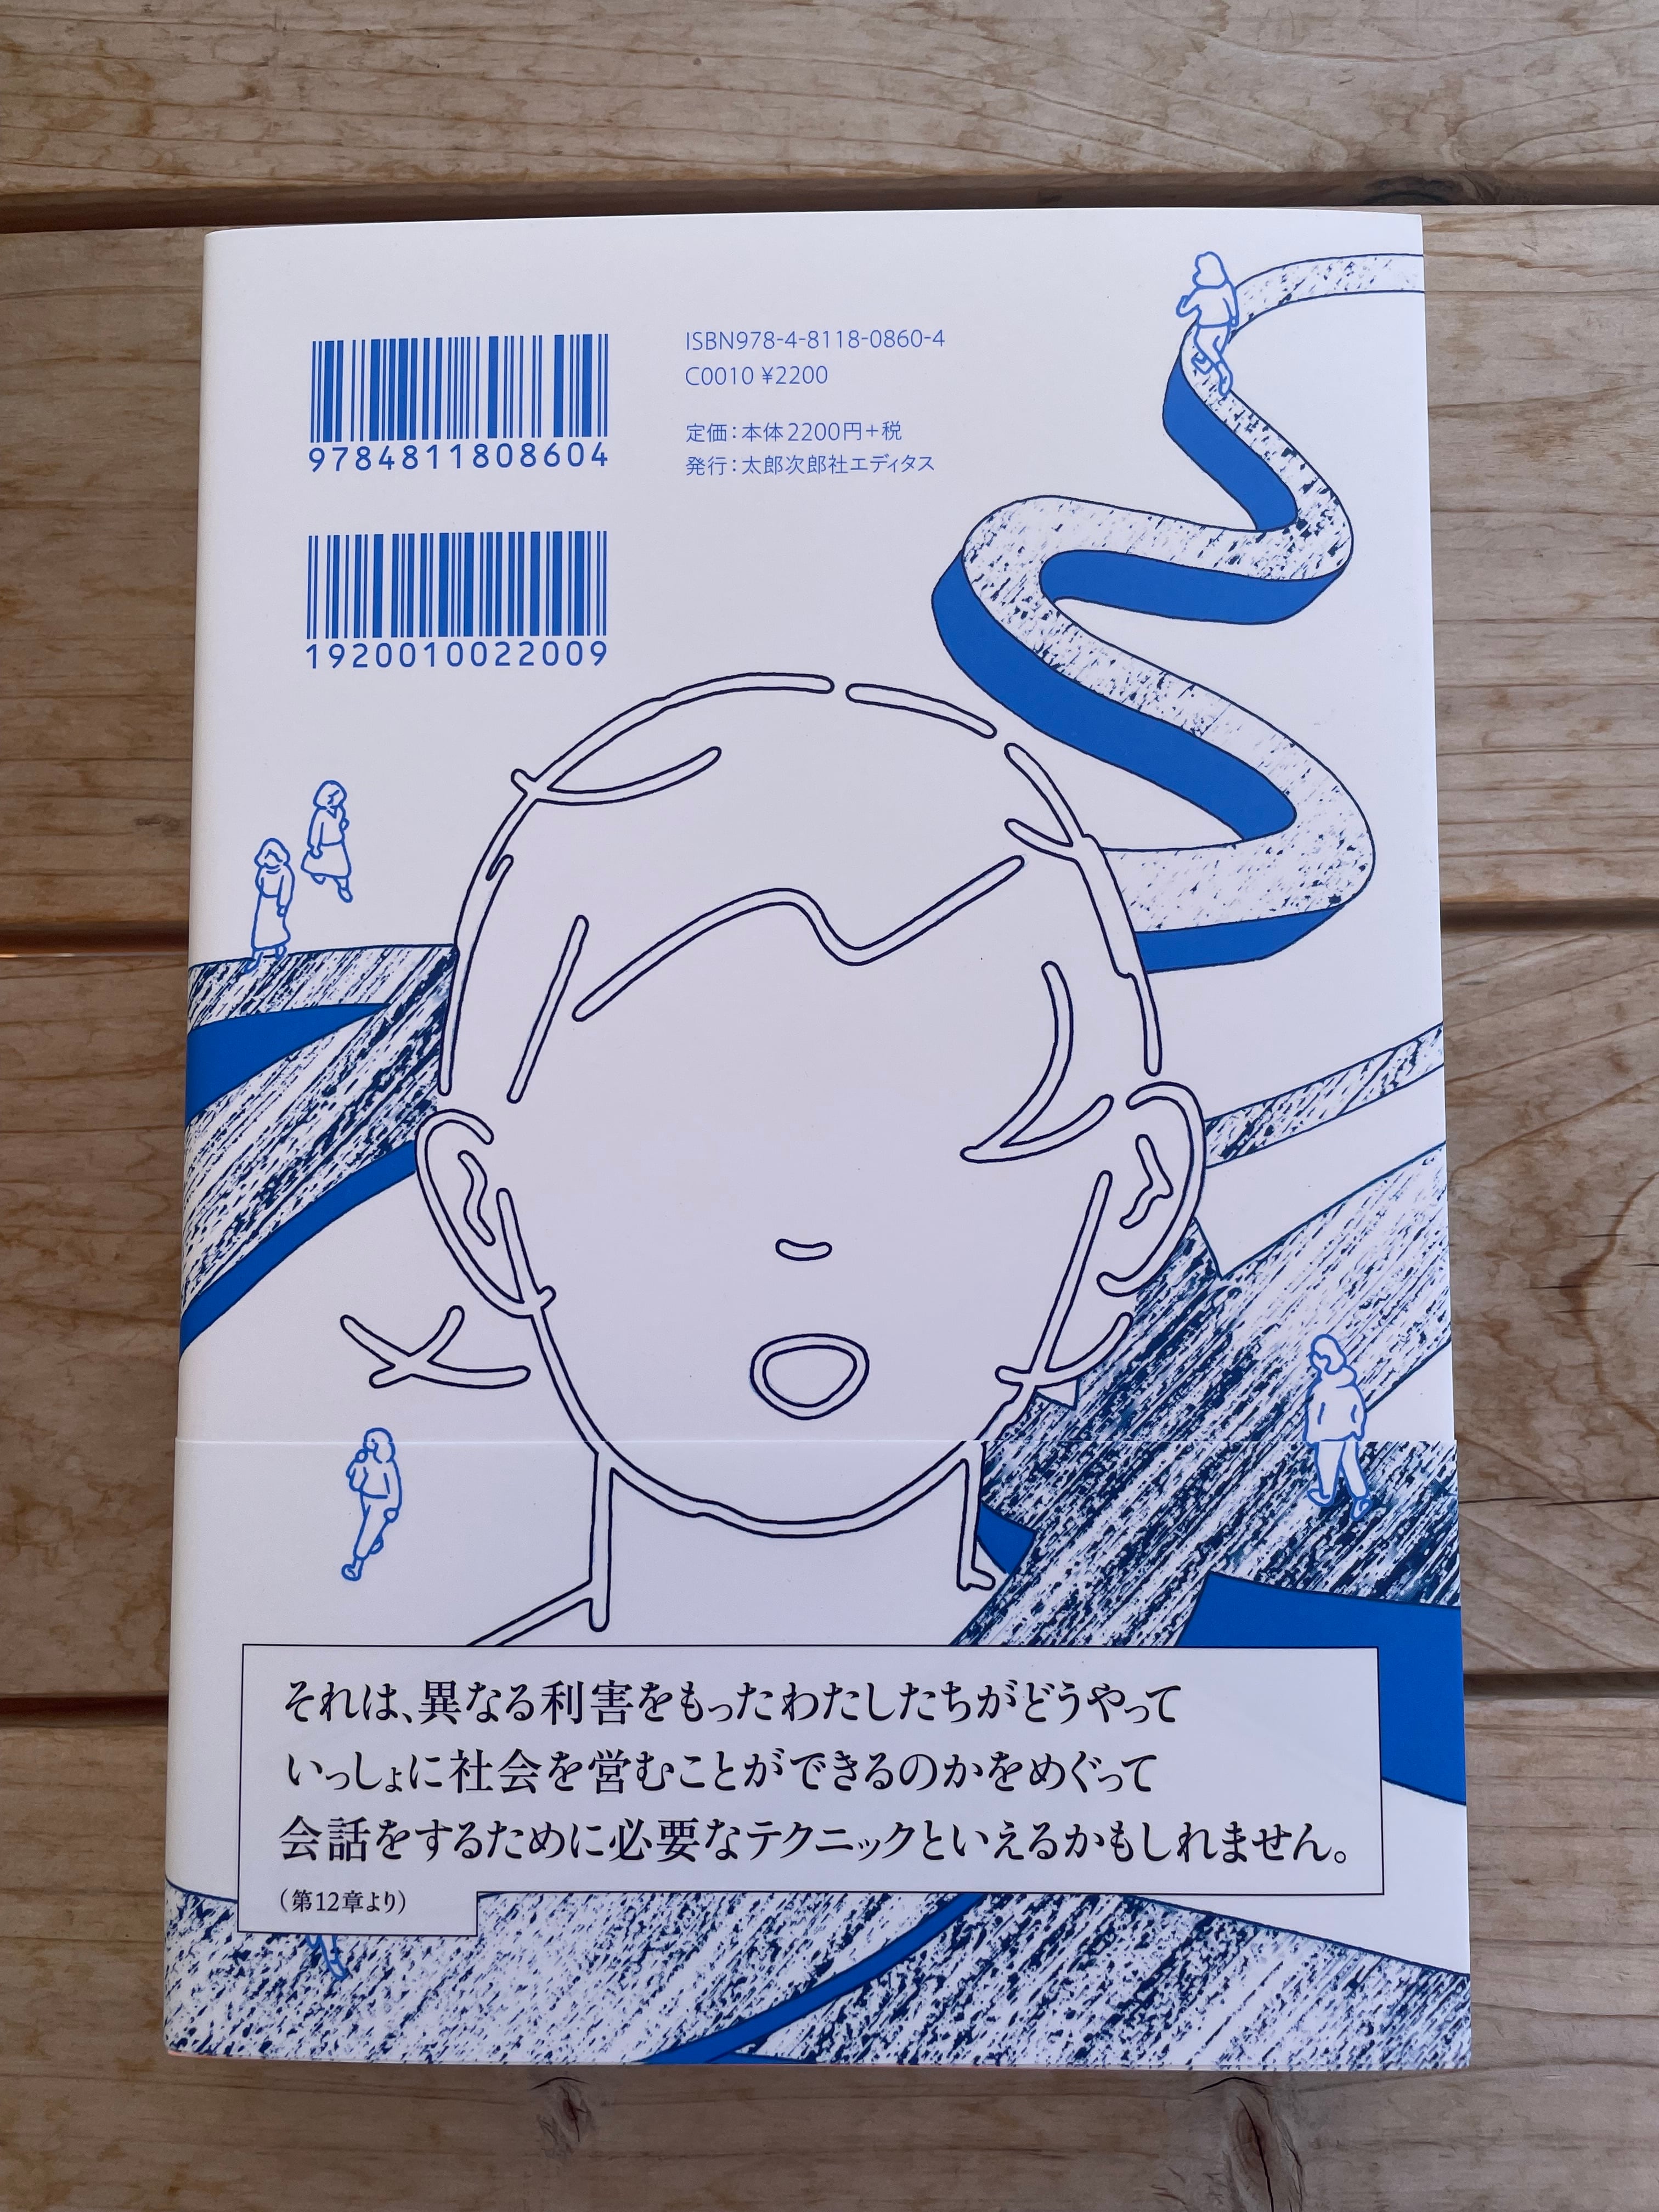 9784811808604
ISBN978-4-8118-0860-4
C0010 ¥2200
定価：本体2200円+税
発行：太郎次郎社エディタス
1920010022009
それは、異なる利害をもったわたしたちがどうやって
いっしょに社会を営むことができるのかをめぐって
会話をするために必要なテクニックといえるかもしれません。
（第12章より）